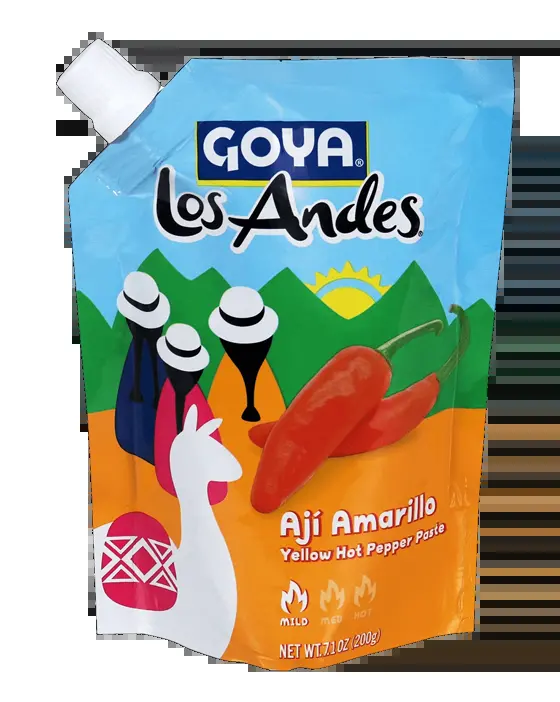 GOYA®
Los Andes®
Ají Amarillo
Yellow Hot Pepper Paste
MILD MED HOT
NET WT.7.1 OZ (200g)